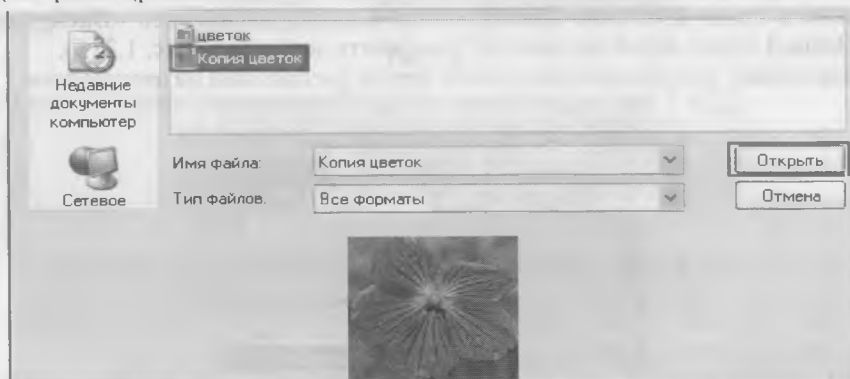 цветок
Копия цветок
Недавние
документы
компьютер
Имя файла:
Копия цветок
Открыть
Сетевое
Тип файлов.
Все форматы
Отмена